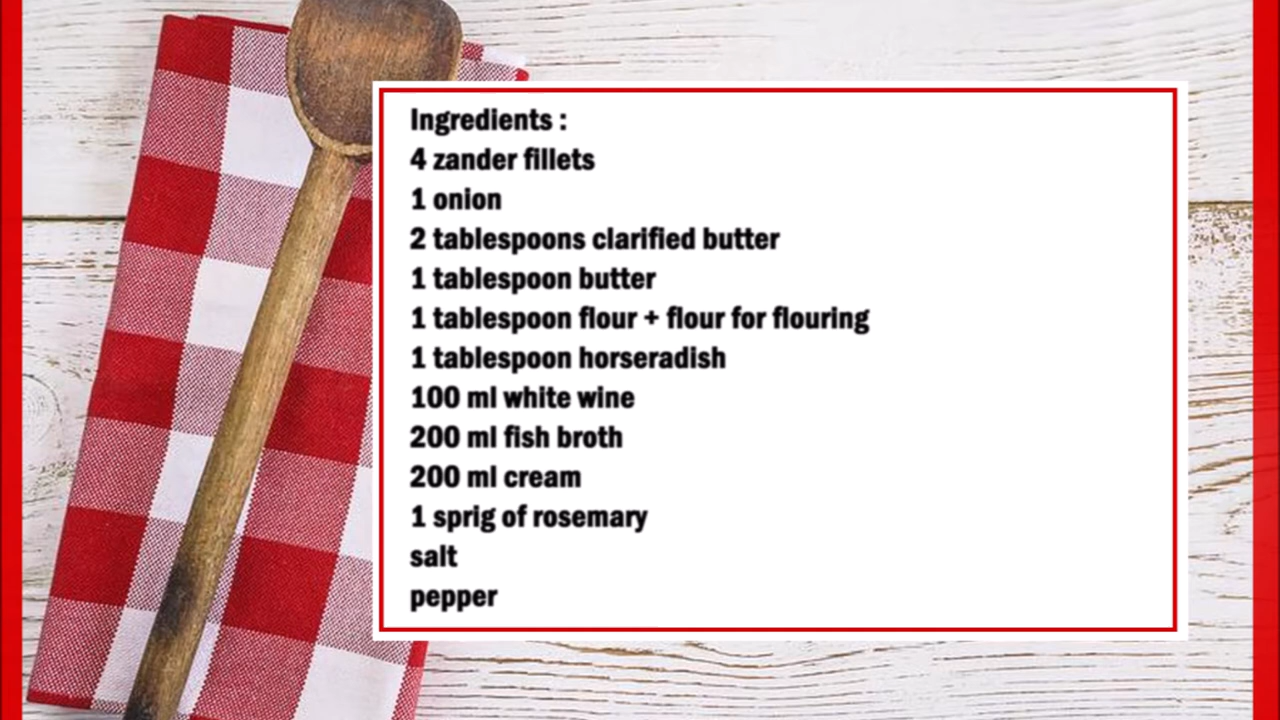 Ingredients :
4 zander fillets
1 onion
2 tablespoons clarified butter
1 tablespoon butter
1 tablespoon flour + flour for flouring
1 tablespoon horseradish
100 ml white wine
200 ml fish broth
200 ml cream
1 sprig of rosemary
salt
pepper